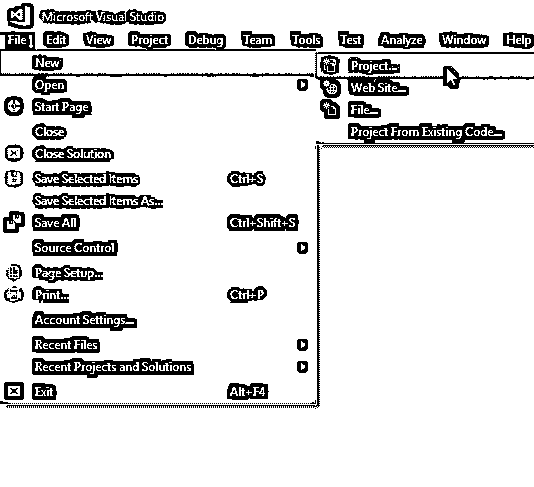 Microsoft Visual Studio
File Edit View Project Debug Team Tools Test Analyze Window Help
New
Project...
Open
Web Site...
Start Page
File...
Close
Project From Existing Code...
Close Solution
Save Selected Items Ctrl+S
Save Selected Items As...
Save All Ctrl+Shift+S
Source Control
Page Setup...
Print... Ctrl+P
Account Settings...
Recent Files
Recent Projects and Solutions
Exit Alt+F4